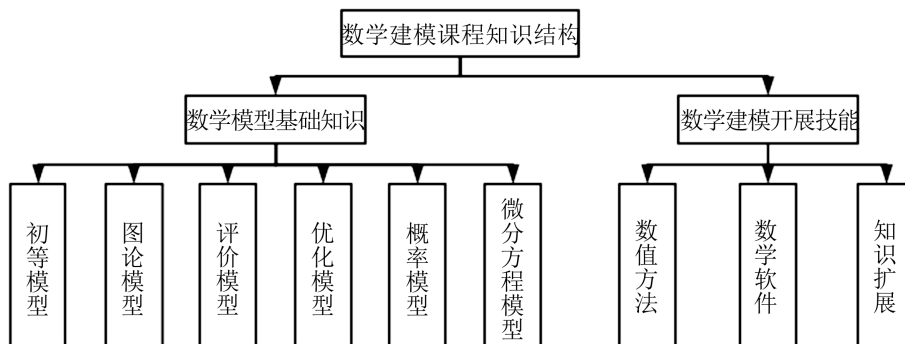 数学建模课程知识结构
数学模型基础知识
数学建模开展技能
初等模型
图论模型
评价模型
优化模型
概率模型
微分方程模型
数值方法
数学软件
知识扩展